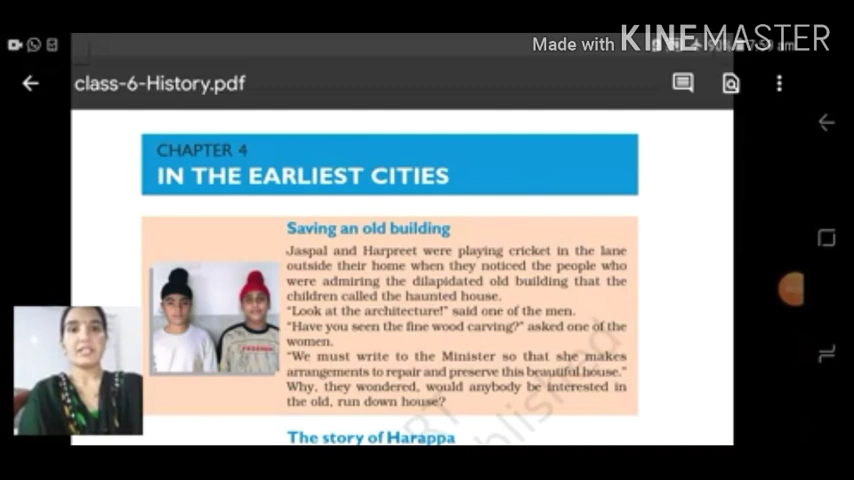 Made with KINEMASTER
class-6-History.pdf
CHAPTER 4
IN THE EARLIEST CITIES
Saving an old building
Jaspal and Harpreet were playing cricket in the lane
outside their home when they noticed the people who
were admiring the dilapidated old building that the
children called the haunted house.
"Look at the architecture!" said one of the men.
"Have you seen the fine wood carving?" asked one of the
women.
"We must write to the Minister so that she makes
arrangements to repair and preserve this beautiful house."
Why, they wondered, would anybody be interested in
the old, run down house?
The story of Harappa